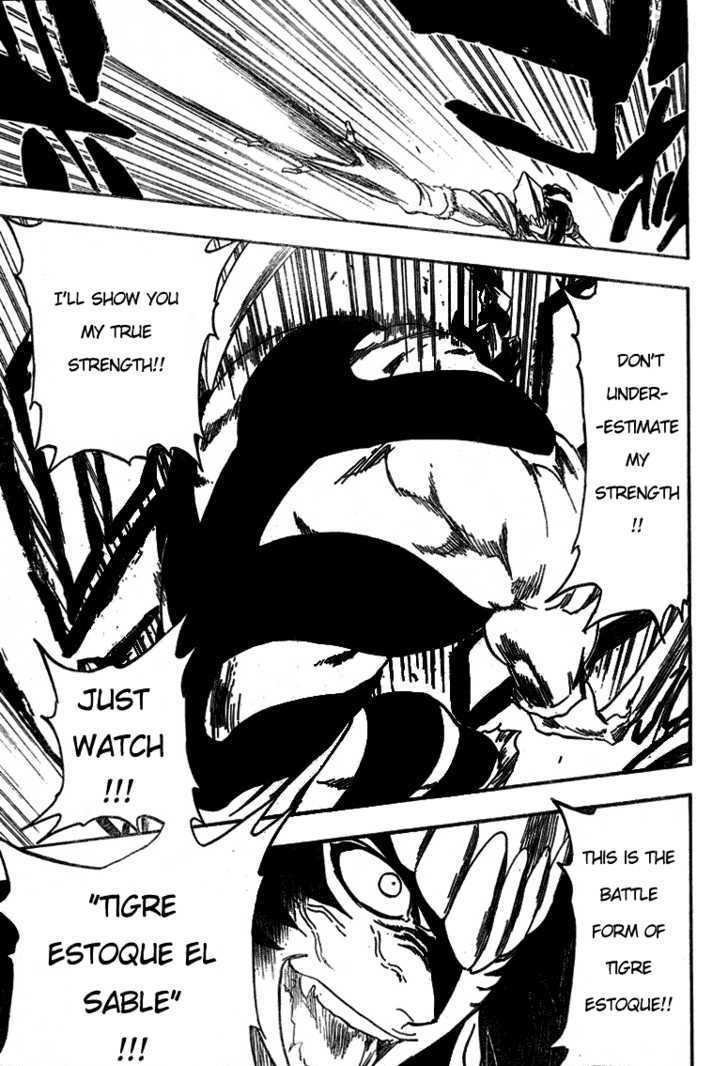 DON'T
UNDER-
-ESTIMATE
MY
STRENGTH
!!
I'LL SHOW YOU
MY TRUE
STRENGTH!!
JUST
WATCH
!!!
THIS IS THE
BATTLE
FORM OF
TIGRE
ESTOQUE!!
"TIGRE
ESTOQUE EL
SABLE"
!!!